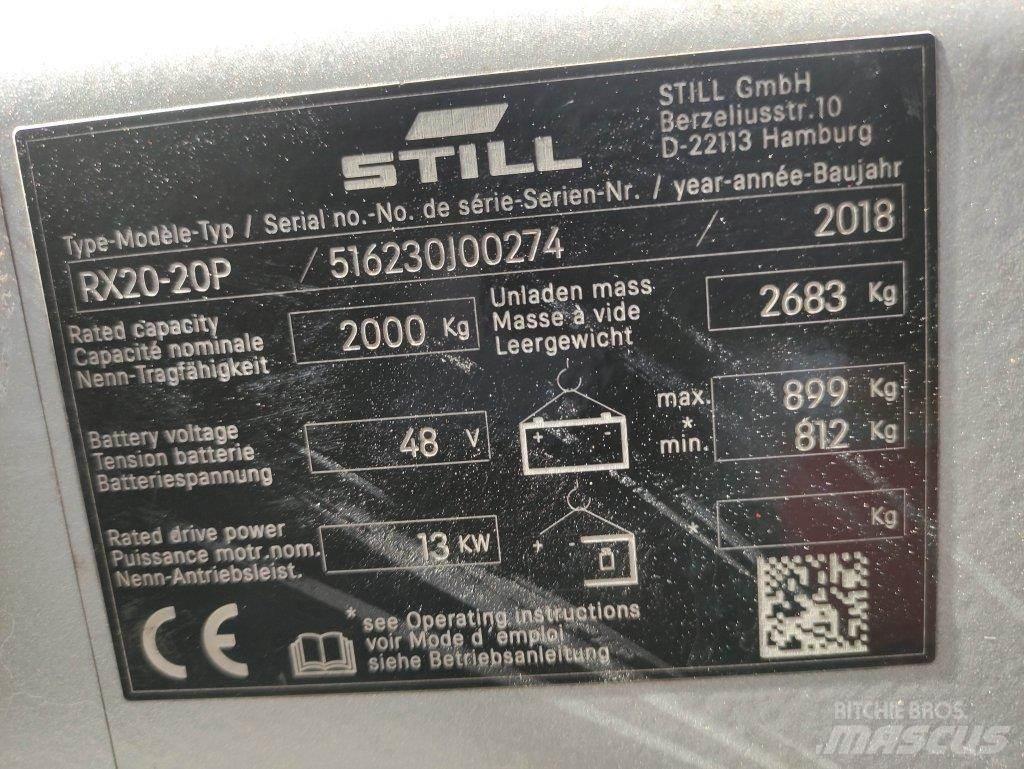 STILL
STILL GmbH
Berzeliusstr.10
D-22113 Hamburg
Type-Modèle-Typ / Serial no.-No. de série-Serien-Nr. / year-année-Baujahr
RX20-20P / 516230J00274 / 2018
Rated capacity
Capacité nominale
Nenn-Tragfähigkeit
2000 Kg
Unladen mass
Masse à vide
Leergewicht
2683 Kg
Battery voltage
Tension batterie
Batteriespannung
48 V
+ -
max. 899 Kg
*
min. 812 Kg
Rated drive power
Puissance motr.nom.
Nenn-Antriebsleist.
13 KW
+ -
* Kg
CE
* see Operating instructions
voir Mode d'emploi
siehe Betriebsanleitung
RITCHIE BROS.
MASCUS